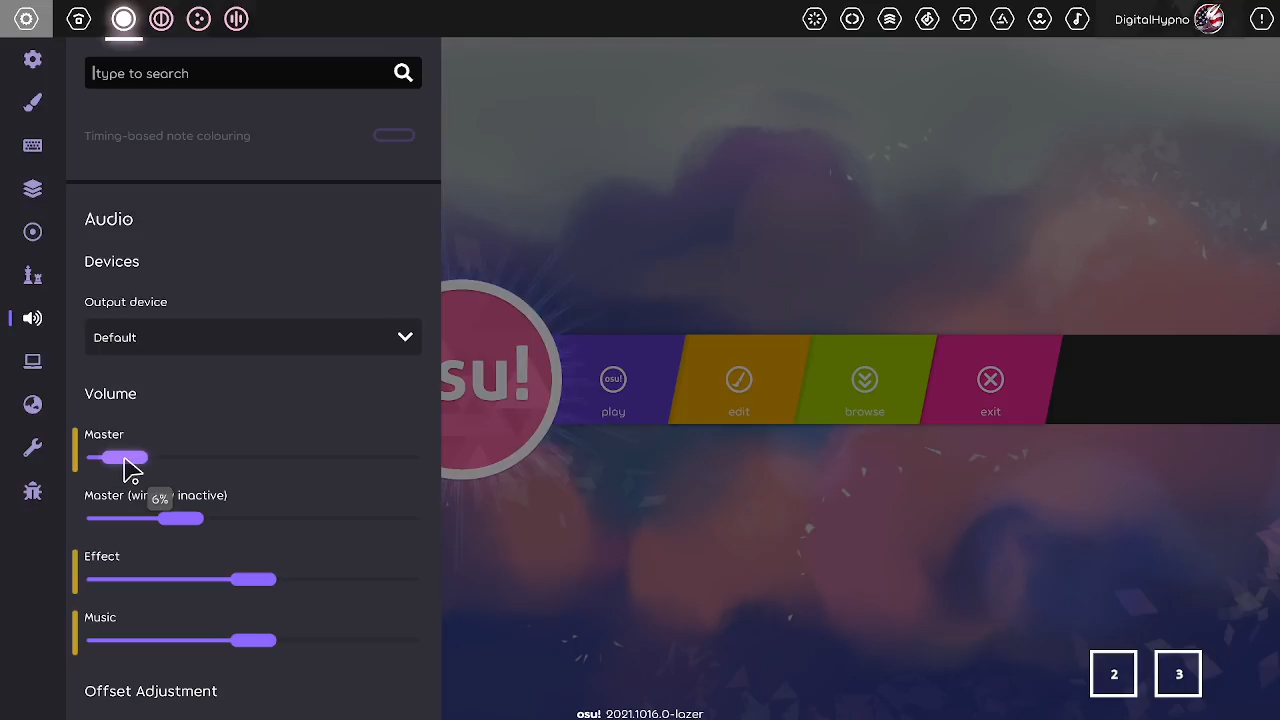 DigitalHypno
type to search
Timing-based note colouring
Audio
Devices
Output device
Default
Volume
Master
6%
Master (win y inactive)
Effect
Music
Offset Adjustment
su!
osu!
play
edit
browse
exit
2
3
osu! 2021.1016.0-lazer